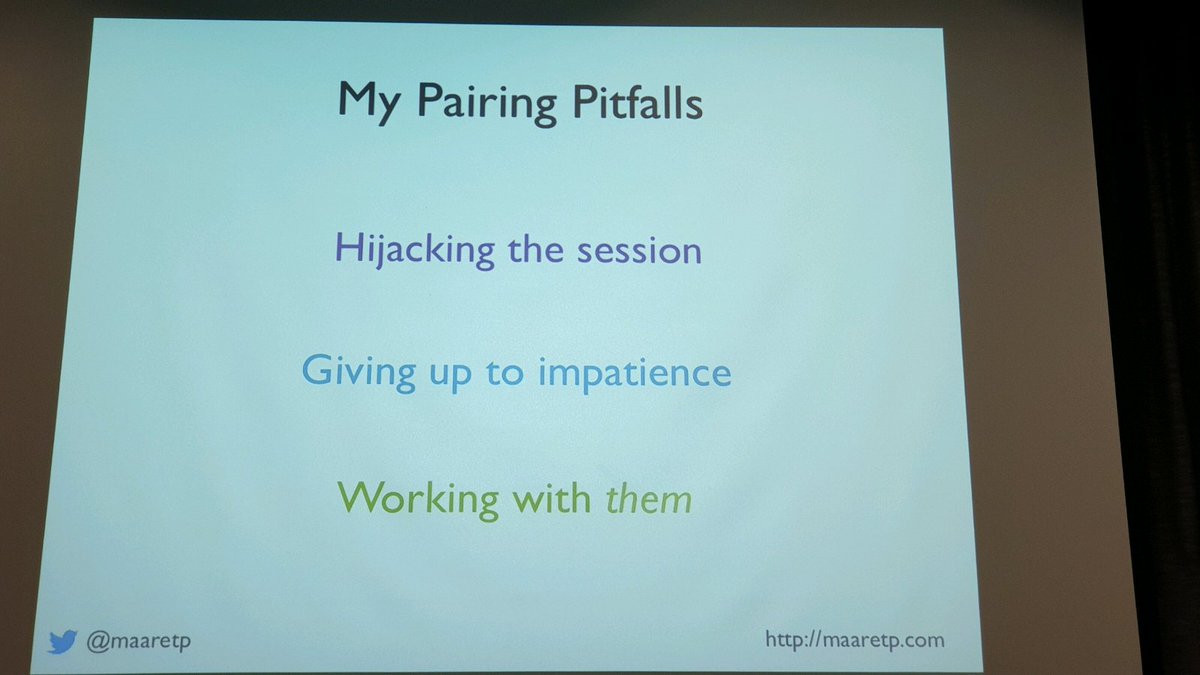 My Pairing Pitfalls
Hijacking the session
Giving up to impatience
Working with them
@maaretp
http://maaretp.com